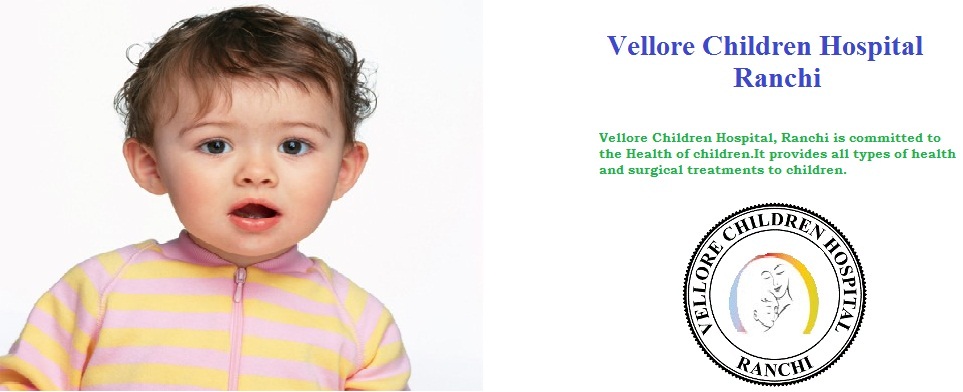 Vellore Children Hospital
Ranchi
Vellore Children Hospital, Ranchi is committed to
the Health of children.It provides all types of health
and surgical treatments to children.
VELLORE CHILDREN HOSPITAL
RANCHI